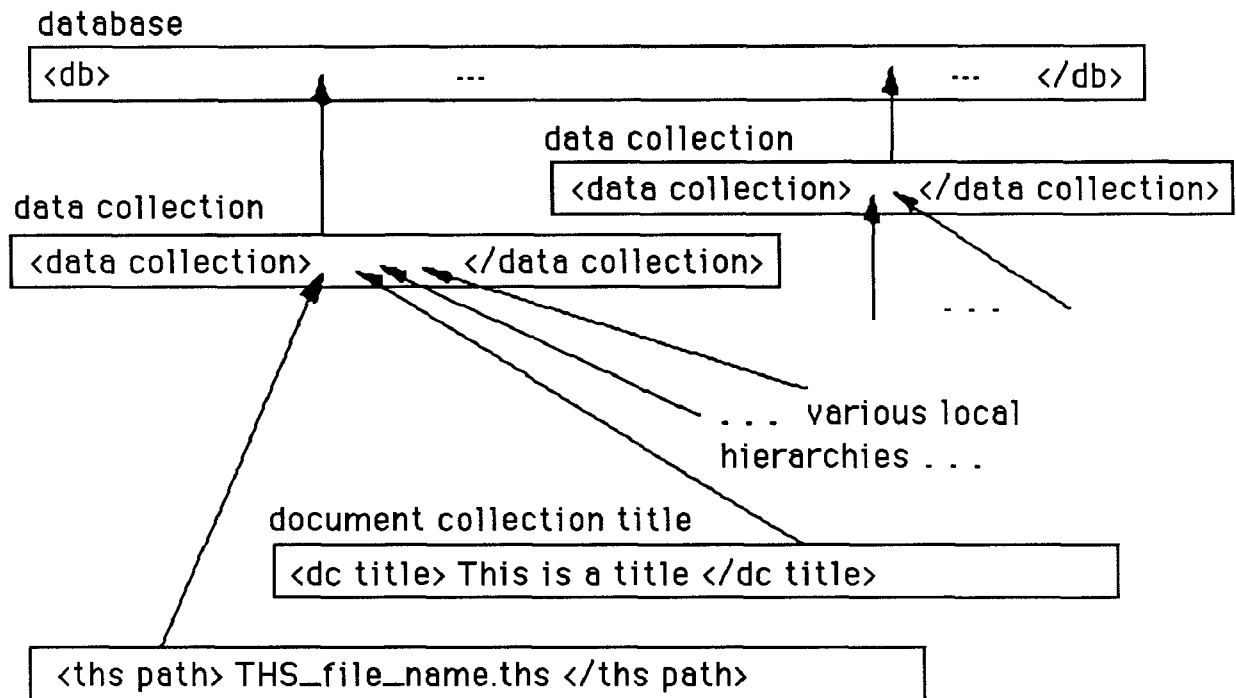 database
<db> --- --- </db>
data collection
<data collection> </data collection>
data collection
<data collection> </data collection>
- - -
- - - various local
hierarchies - - -
document collection title
<dc title> This is a title </dc title>
<ths path> THS_file_name.ths </ths path>